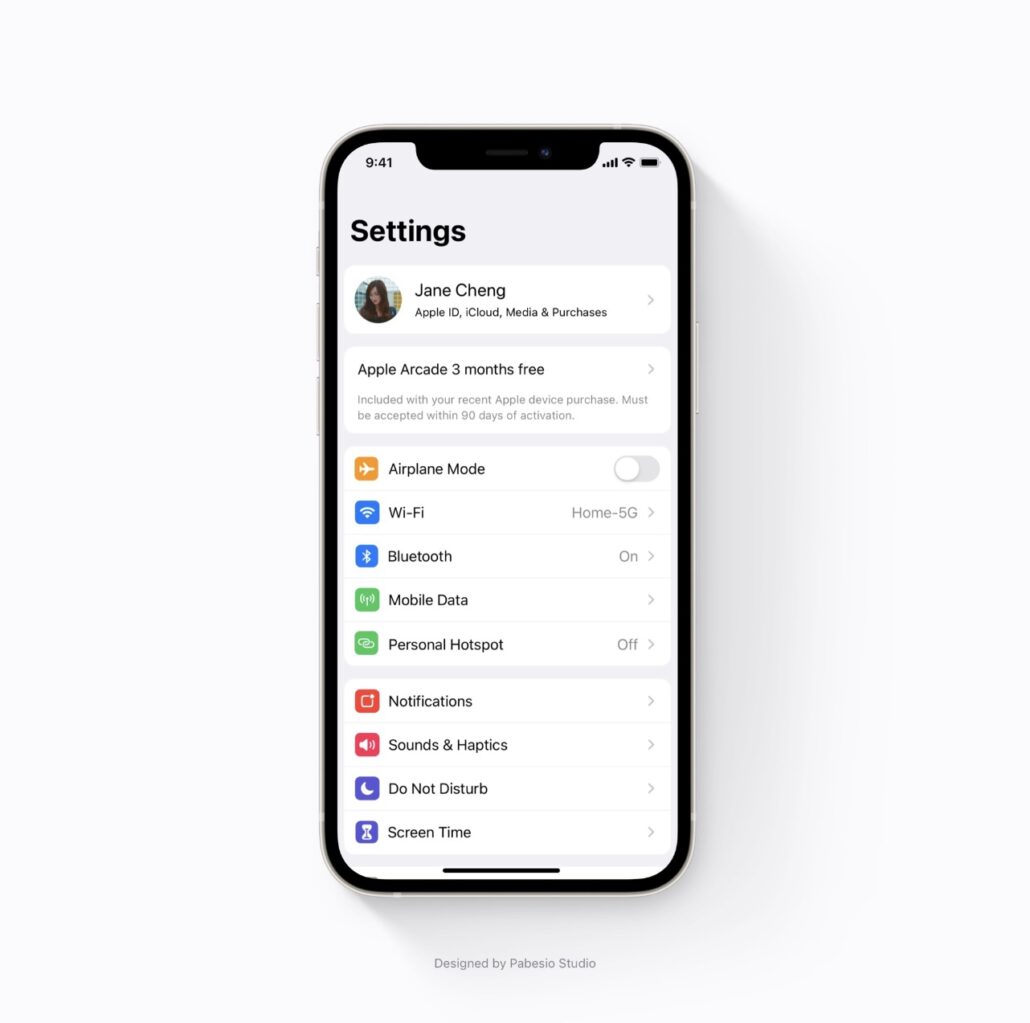 9:41
Settings
Jane Cheng
Apple ID, iCloud, Media & Purchases
Apple Arcade 3 months free
Included with your recent Apple device purchase. Must
be accepted within 90 days of activation.
Airplane Mode
Wi-Fi Home-5G
Bluetooth On
Mobile Data
Personal Hotspot Off
Notifications
Sounds & Haptics
Do Not Disturb
Screen Time
Designed by Pabesio Studio